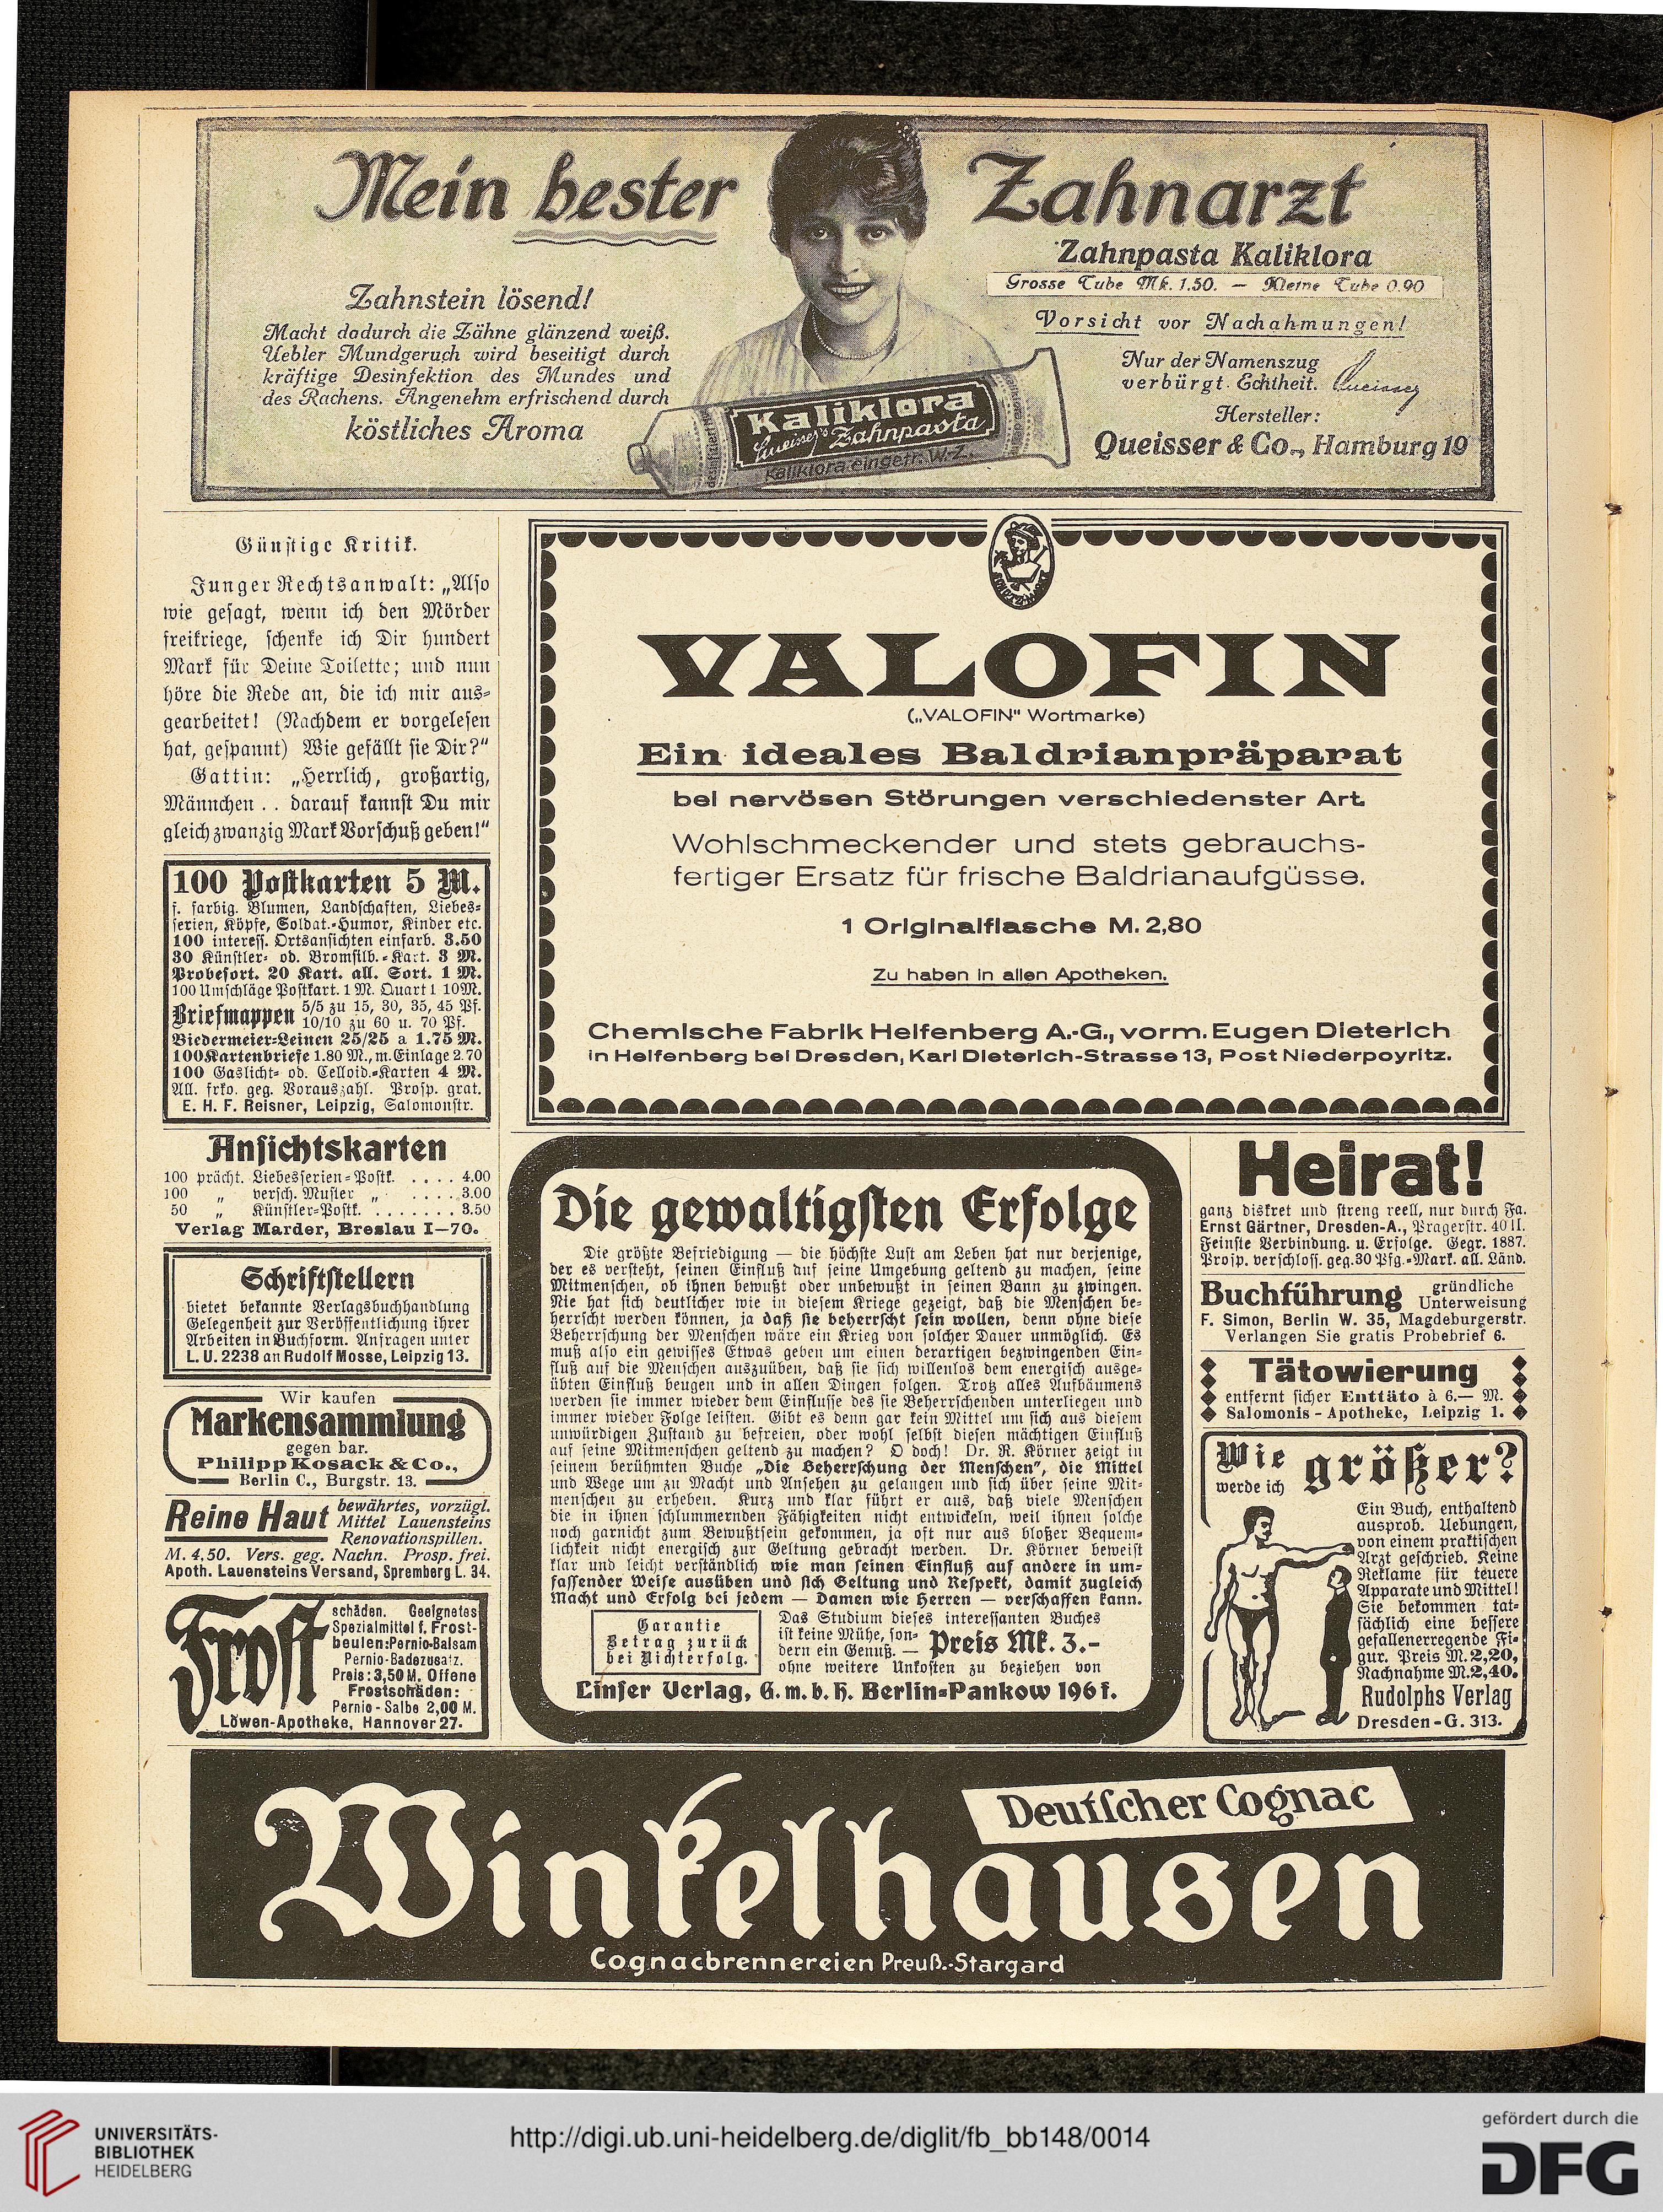 Mein bester Zahnarzt
Zahnpasta Kaliklora
Grosse Tube Mk. 1.50. — Kleine Tube 0.90
Vorsicht vor Nachahmungen!
Nur der Namenszug
verbürgt Echtheit. Queisser
Hersteller:
Queisser & Co., Hamburg 19
Zahnstein lösend!
Macht dadurch die Zähne glänzend weiß.
Uebler Mundgeruch wird beseitigt durch
kräftige Desinfektion des Mundes und
des Rachens. Angenehm erfrischend durch
köstliches Aroma
Kaliklora
Queisser's Zahnpasta
Kaliklora eingetr. W.-Z.
Günstige Kritik.
Junger Rechtsanwalt: „Also
wie gesagt, wenn ich den Mörder
freikriege, schenke ich Dir hundert
Mark für Deine Toilette; und nun
höre die Rede an, die ich mir aus-
gearbeitet! (Nachdem er vorgelesen
hat, gespannt) Wie gefällt sie Dir?"
Gattin: „Herrlich, großartig,
Männchen . . darauf kannst Du mir
gleich zwanzig Mark Vorschuß geben!"
100 Postkarten 5 M.
f. farbig. Blumen, Landschaften, Liebes-
serien, Köpfe, Soldat.-Humor, Kinder etc.
100 interess. Ortsansichten einfarb. 3.50
30 Künstler- od. Bromsilb.-Kart. 3 M.
Probesort. 20 Kart. all. Sort. 1 M.
100 Umschläge Postkart. 1 M. Quart 1 10M.
Briefmappen 5/5 zu 15, 30, 35, 45 Pf.
10/10 zu 60 u. 70 Pf.
Biedermeier-Leinen 25/25 a 1.75 M.
100 Kartenbriefe 1.80 M., m. Einlage 2.70
100 Gaslicht- od. Celloid.-Karten 4 M.
All. frko. geg. Vorauszahl. Prosp. grat.
E. H. F. Reisner, Leipzig, Salomonstr.
Ansichtskarten
100 prächt. Liebesserien-Postk. . . . . 4.00
100 „ versch. Muster „ . . . . 3.00
50 „ Künstler-Postk. . . . . . . . 3.50
Verlag Marder, Breslau I—70.
Schriftstellern
bietet bekannte Verlagsbuchhandlung
Gelegenheit zur Veröffentlichung ihrer
Arbeiten in Buchform. Anfragen unter
L. U. 2238 an Rudolf Mosse, Leipzig 13.
Wir kaufen
Markensammlung
gegen bar.
Philipp Kosack & Co.,
Berlin C., Burgstr. 13.
Reine Haut bewährtes, vorzügl.
Mittel Lauensteins
Renovationspillen.
M. 4.50. Vers. geg. Nachn. Prosp. frei.
Apoth. Lauensteins Versand, Spremberg L. 34.
Frost
schäden. Geeignetes
Spezialmittel f. Frost-
beulen: Pernio-Balsam
Pernio-Badezusatz.
Preis: 3,50 M. Offene
Frostschäden:
Pernio-Salbe 2,00 M.
Löwen-Apotheke, Hannover 27.
VALOFIN
(„VALOFIN" Wortmarke)
Ein ideales Baldrianpräparat
bei nervösen Störungen verschiedenster Art.
Wohlschmeckender und stets gebrauchs-
fertiger Ersatz für frische Baldrianaufgüsse.
1 Originalflasche M. 2,80
Zu haben in allen Apotheken.
Chemische Fabrik Helfenberg A.-G., vorm. Eugen Dieterich
in Helfenberg bei Dresden, Karl Dieterich-Strasse 13, Post Niederpoyritz.
Die gewaltigsten Erfolge
Die größte Befriedigung — die höchste Lust am Leben hat nur derjenige,
der es versteht, seinen Einfluß auf seine Umgebung geltend zu machen, seine
Mitmenschen, ob ihnen bewußt oder unbewußt in seinen Bann zu zwingen.
Nie hat sich deutlicher wie in diesem Kriege gezeigt, daß die Menschen be-
herrscht werden können, ja daß sie beherrscht sein wollen, denn ohne diese
Beherrschung der Menschen wäre ein Krieg von solcher Dauer unmöglich. Es
muß also ein gewisses Etwas geben um einen derartigen bezwingenden Ein-
fluß auf die Menschen auszuüben, daß sie sich willenlos dem energisch ausge-
übten Einfluß beugen und in allen Dingen folgen. Trotz alles Aufbäumens
werden sie immer wieder dem Einflusse des sie Beherrschenden unterliegen und
immer wieder Folge leisten. Gibt es denn gar kein Mittel um sich aus diesem
unwürdigen Zustand zu befreien, oder wohl selbst diesen mächtigen Einfluß
auf seine Mitmenschen geltend zu machen? O doch! Dr. R. Körner zeigt in
seinem berühmten Buche „Die Beherrschung der Menschen", die Mittel
und Wege um zu Macht und Ansehen zu gelangen und sich über seine Mit-
menschen zu erheben. Kurz und klar führt er aus, daß viele Menschen
die in ihnen schlummernden Fähigkeiten nicht entwickeln, weil ihnen solche
noch garnicht zum Bewußtsein gekommen, ja oft nur aus bloßer Bequem-
lichkeit nicht energisch zur Geltung gebracht werden. Dr. Körner beweist
klar und leicht verständlich wie man seinen Einfluß auf andere in um-
fassender Weise ausüben und sich Geltung und Respekt, damit zugleich
Macht und Erfolg bei jedem — Damen wie Herren — verschaffen kann.
Garantie
Betrag zurück
bei Nichterfolg.
Das Studium dieses interessanten Buches
ist keine Mühe, son-
dern ein Genuß. — Preis Mk. 3.-
ohne weitere Unkosten zu beziehen von
Linser Verlag, G. m. b. H. Berlin-Pankow 196 f.
Heirat!
ganz diskret und streng reell, nur durch Fa.
Ernst Gärtner, Dresden-A., Pragerstr. 40 II.
Feinste Verbindung. u. Erfolge. Gegr. 1887.
Prosp. verschloss. geg. 30 Pfg.-Mark. all. Länd.
Buchführung gründliche
Unterweisung
F. Simon, Berlin W. 35, Magdeburgerstr.
Verlangen Sie gratis Probebrief 6.
Tätowierung
entfernt sicher Enttäto à 6.— M.
Salomonis-Apotheke, Leipzig 1.
Wie
werde ich größer?
Ein Buch, enthaltend
ausprob. Uebungen,
von einem praktischen
Arzt geschrieb. Keine
Reklame für teuere
Apparate und Mittel!
Sie bekommen tat-
sächlich eine bessere
gefallenerregende Fi-
gur. Preis M. 2,20,
Nachnahme M. 2,40.
Rudolphs Verlag
Dresden-G. 313.
Deutscher Cognac
Winkelhausen
Cognacbrennereien Preuß.-Stargard
UNIVERSITÄTS-
BIBLIOTHEK
HEIDELBERG
http://digi.ub.uni-heidelberg.de/diglit/fb_bb148/0014
gefördert durch die
DFG